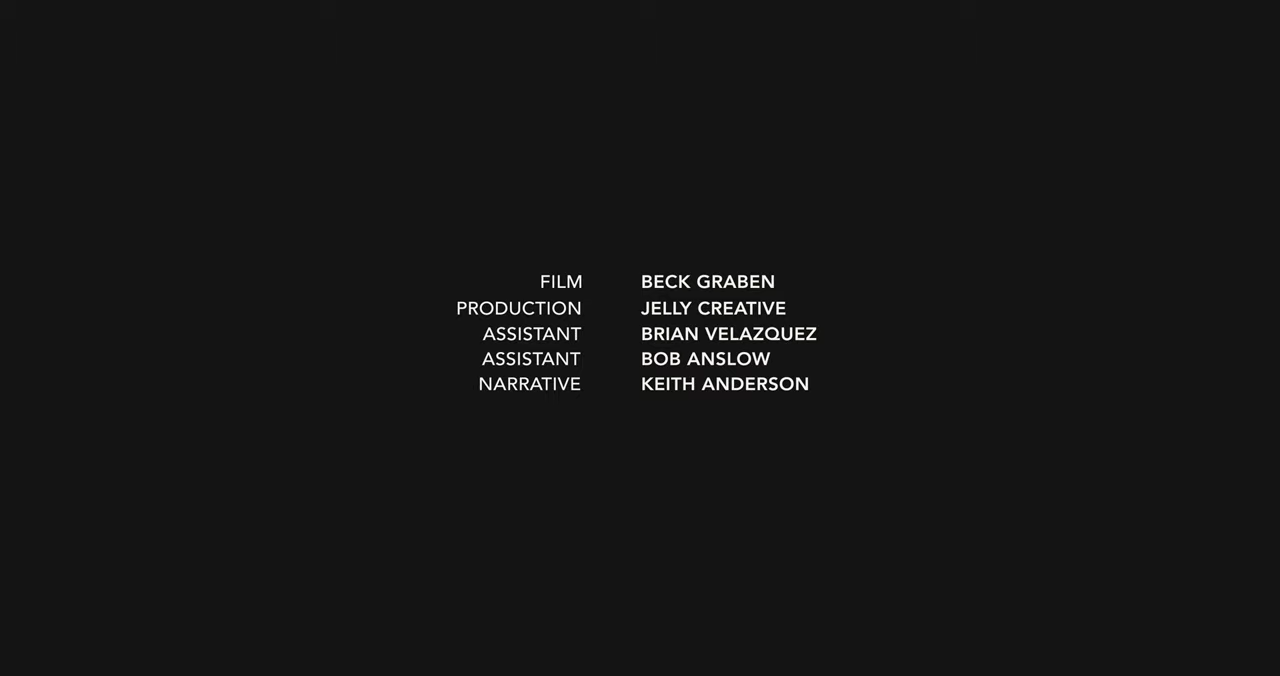 FILM BECK GRABEN
PRODUCTION JELLY CREATIVE
ASSISTANT BRIAN VELAZQUEZ
ASSISTANT BOB ANSLOW
NARRATIVE KEITH ANDERSON